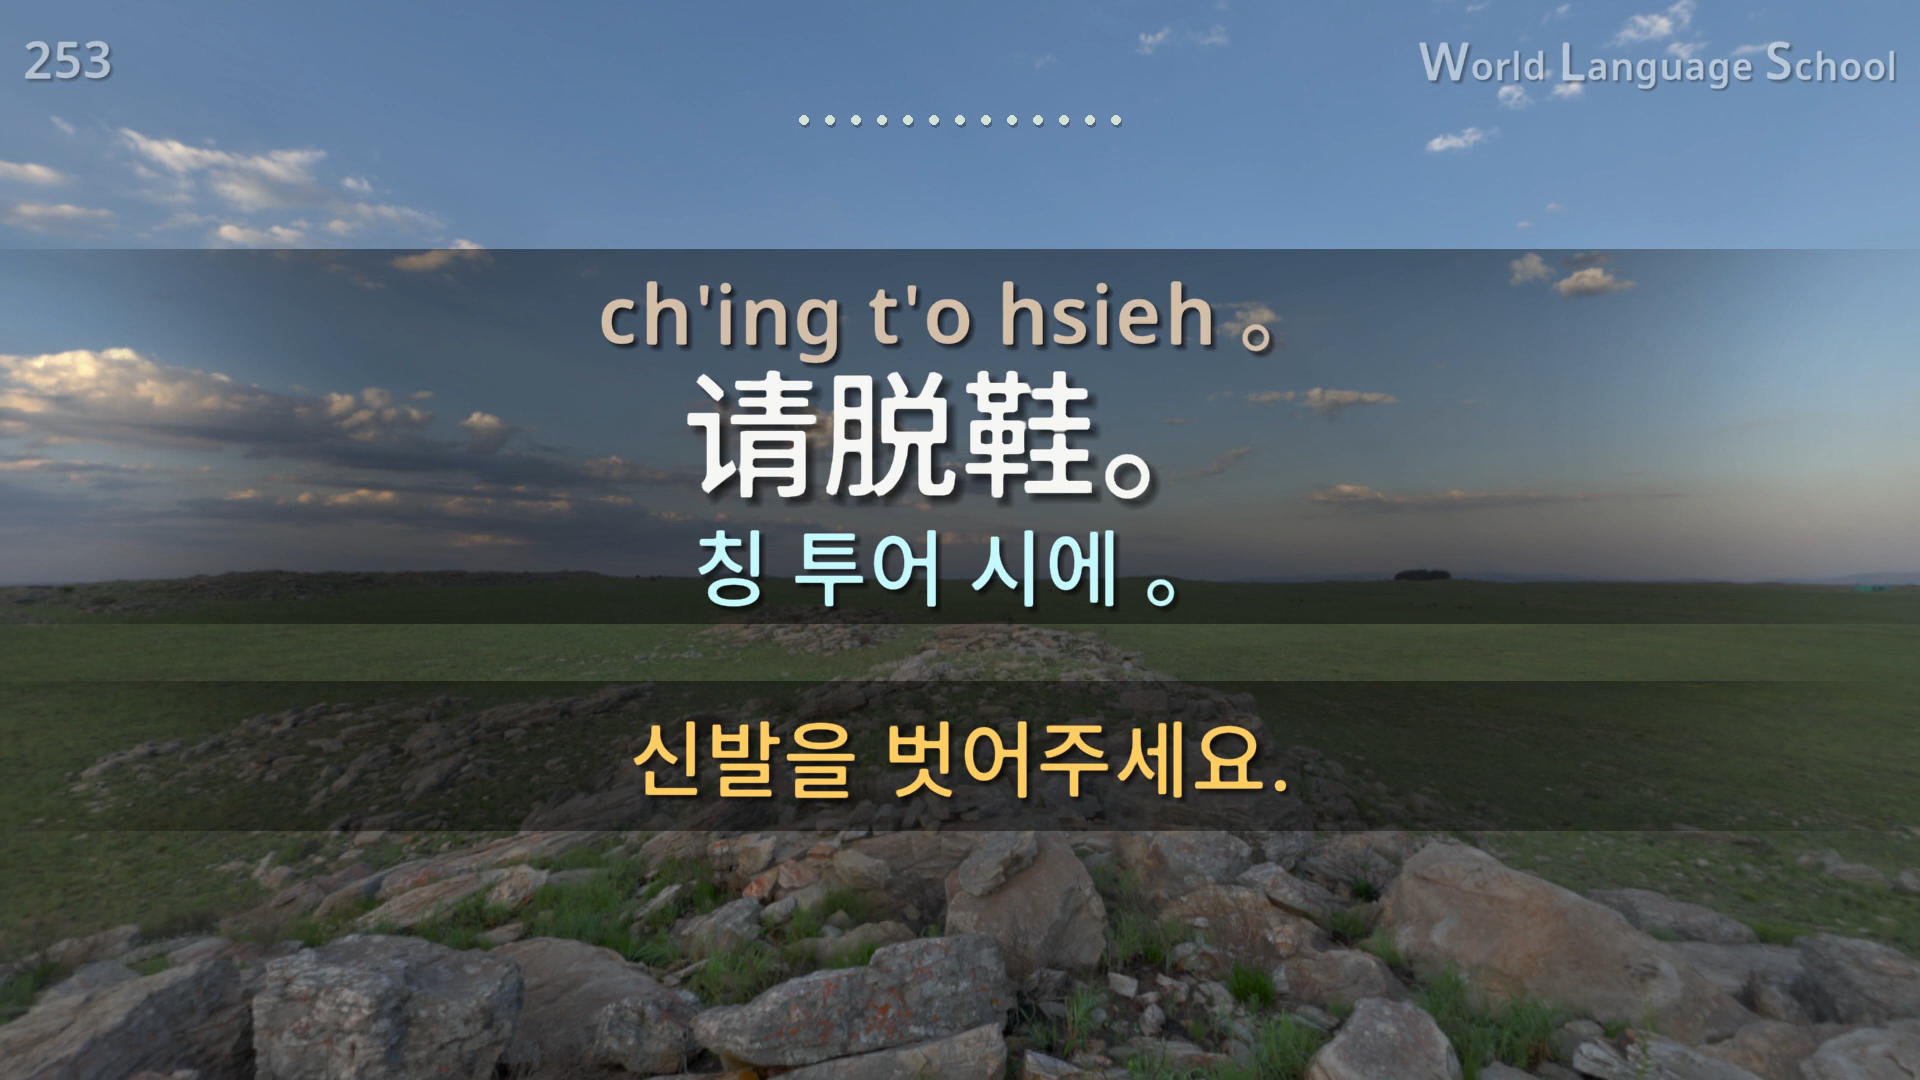 253
World Language School
ch'ing t'o hsieh 。
请脱鞋。
칭 투어 시에 。
신발을 벗어주세요.